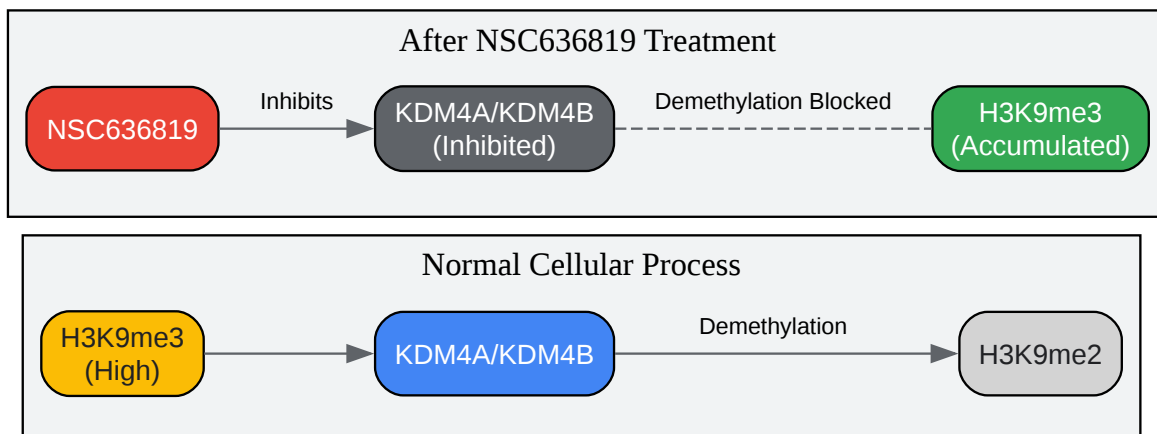 After NSC636819 Treatment
NSC636819
Inhibits
KDM4A/KDM4B
(Inhibited)
Demethylation Blocked
H3K9me3
(Accumulated)
Normal Cellular Process
H3K9me3
(High)
KDM4A/KDM4B
Demethylation
H3K9me2